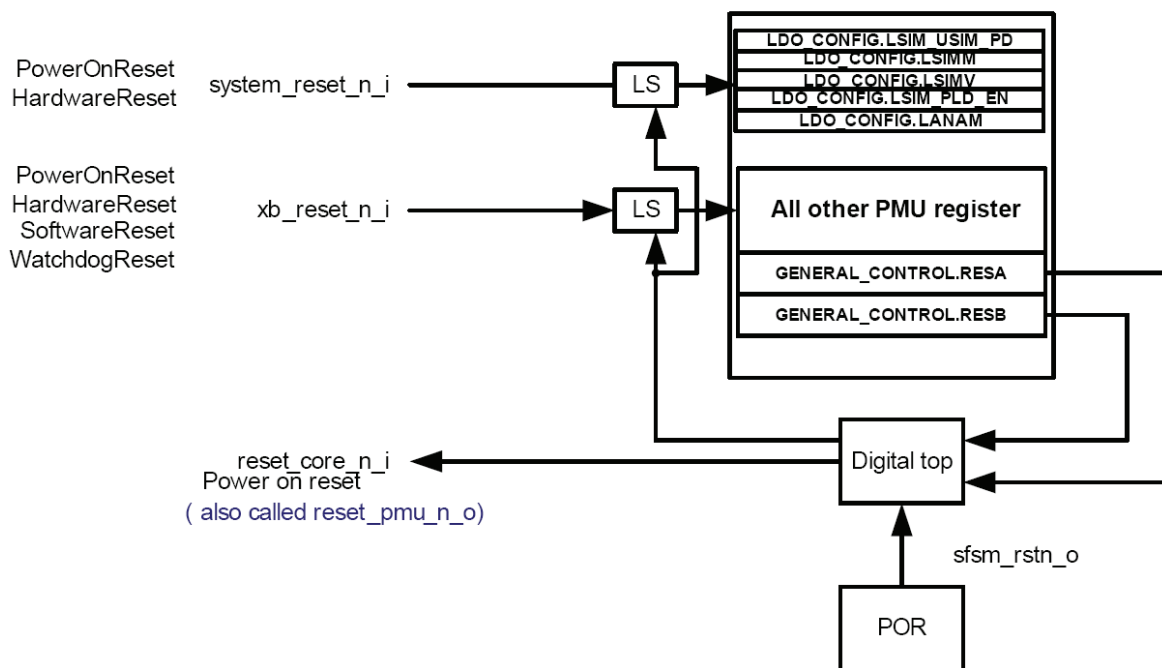 LDO_CONFIG.LSIM_USIM_PD
LDO_CONFIG.LSIMM
LDO_CONFIG.LSIMV
LDO_CONFIG.LSIM_PLD_EN
LDO_CONFIG.LANAM
PowerOnReset
HardwareReset
system_reset_n_i
LS
PowerOnReset
HardwareReset
SoftwareReset
WatchdogReset
xb_reset_n_i
LS
All other PMU register
GENERAL_CONTROL.RESA
GENERAL_CONTROL.RESB
reset_core_n_i
Power on reset
( also called reset_pmu_n_o)
Digital top
sfsm_rstn_o
POR